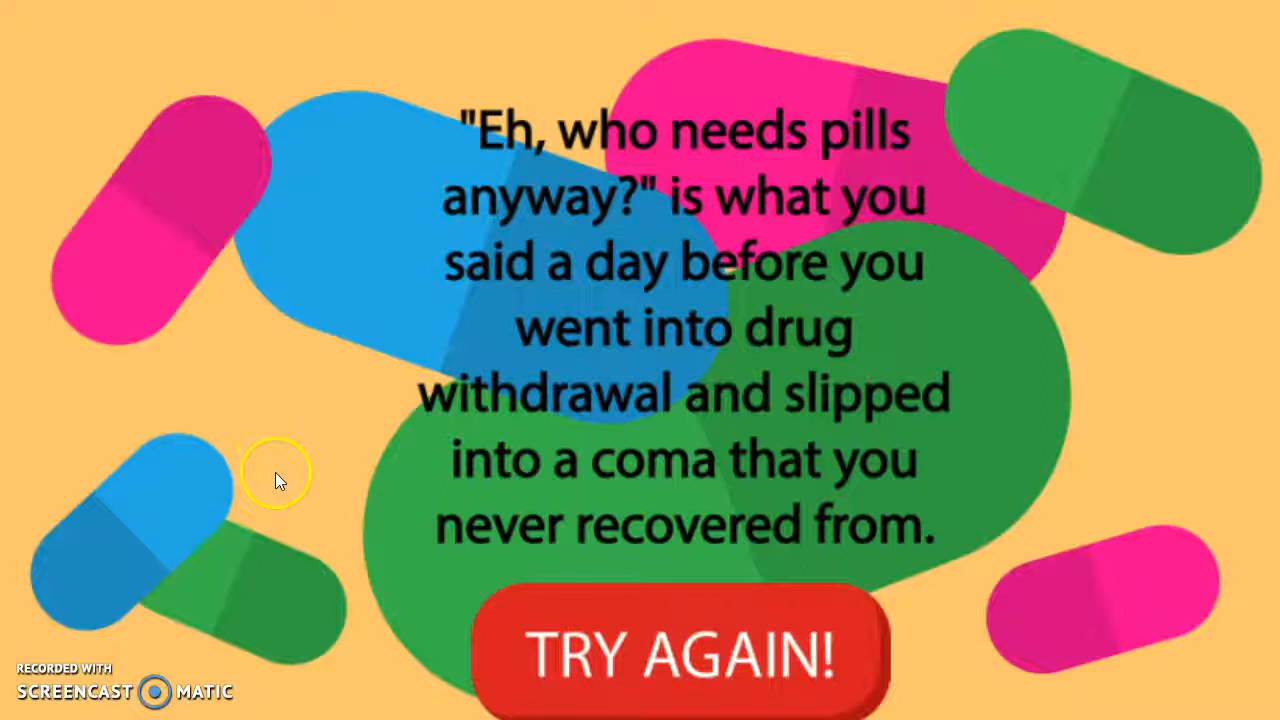 "Eh, who needs pills
anyway?" is what you
said a day before you
went into drug
withdrawal and slipped
into a coma that you
never recovered from.
TRY AGAIN!
RECORDED WITH
SCREENCAST MATIC